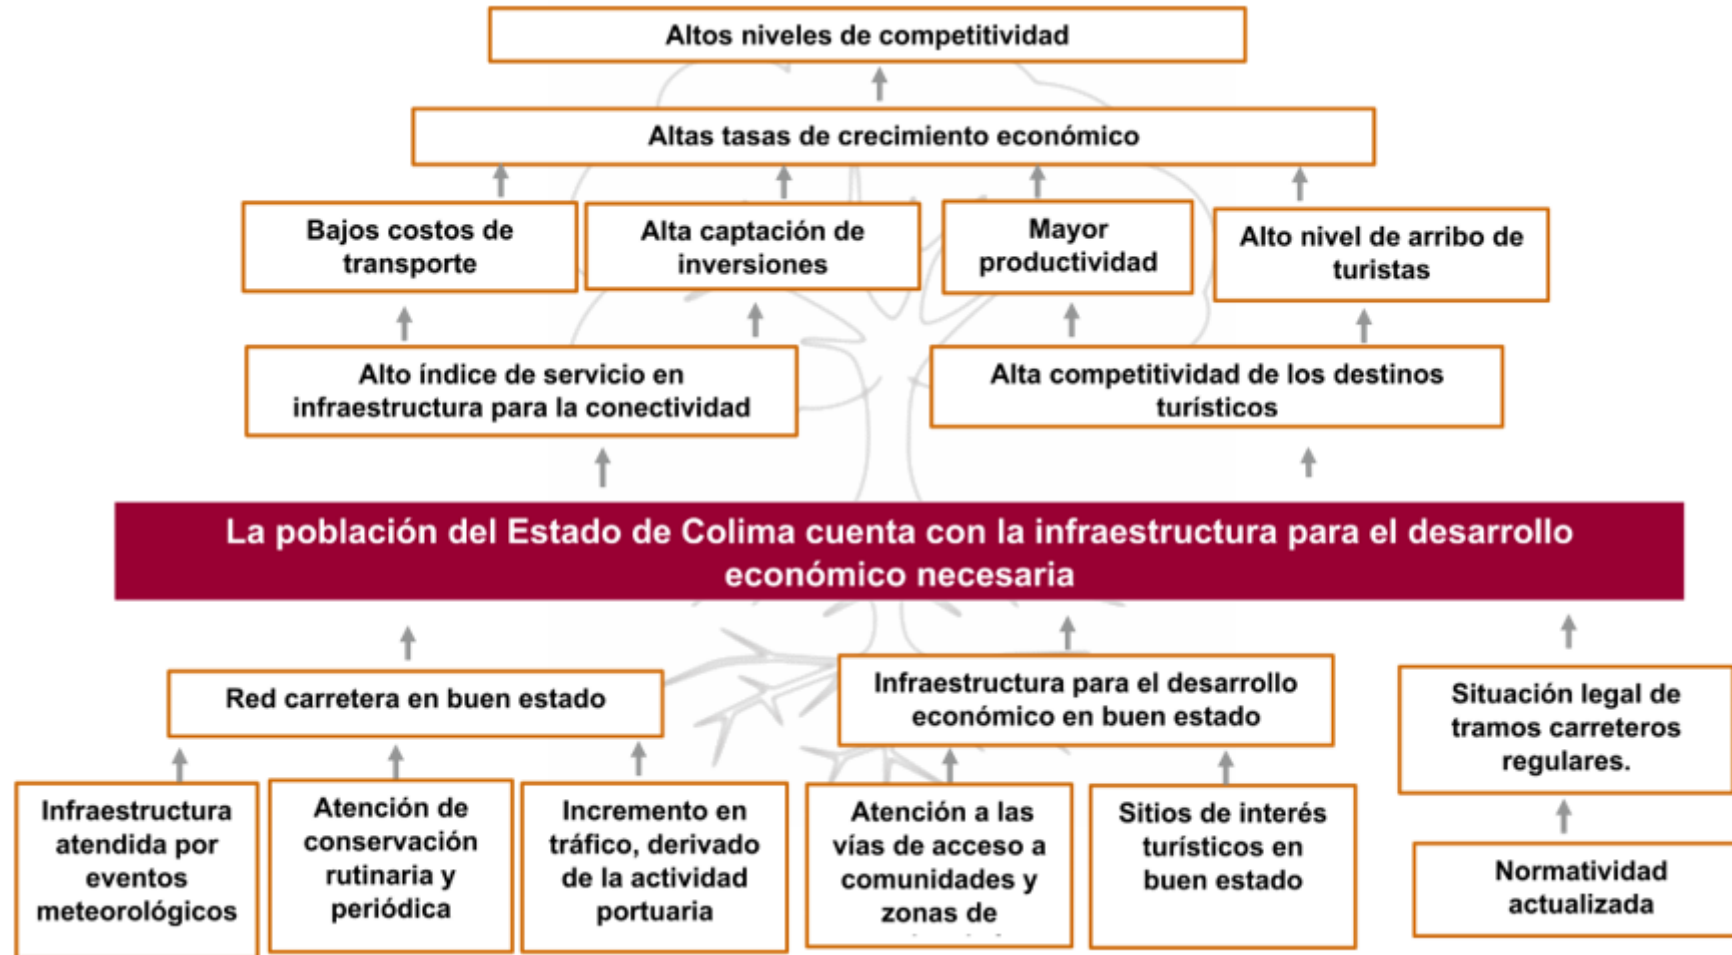 Altos niveles de competitividad
Altas tasas de crecimiento económico
Bajos costos de
transporte
Alta captación de
inversiones
Mayor
productividad
Alto nivel de arribo de
turistas
Alto índice de servicio en
infraestructura para la conectividad
Alta competitividad de los destinos
turísticos
La población del Estado de Colima cuenta con la infraestructura para el desarrollo
económico necesaria
Red carretera en buen estado
Infraestructura para el desarrollo
económico en buen estado
Situación legal de
tramos carreteros
regulares.
Infraestructura
atendida por
eventos
meteorológicos
Atención de
conservación
rutinaria y
periódica
Incremento en
tráfico, derivado
de la actividad
portuaria
Atención a las
vías de acceso a
comunidades y
zonas de
Sitios de interés
turísticos en
buen estado
Normatividad
actualizada